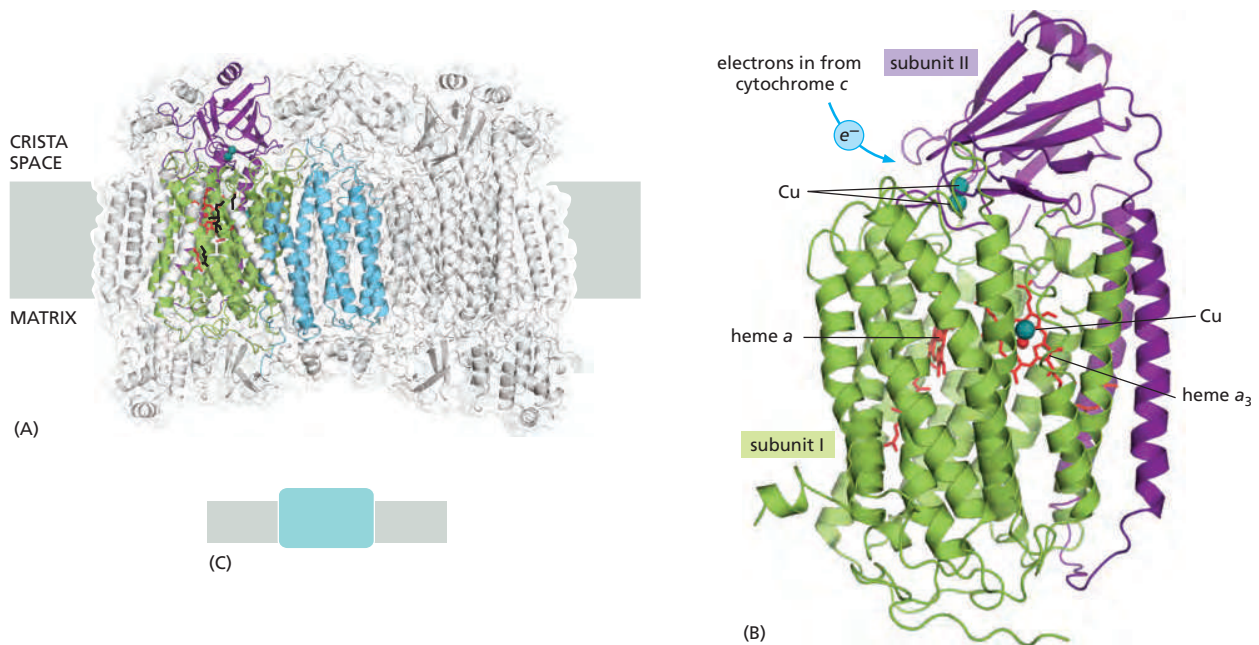 CRISTA
SPACE
MATRIX
(A)
(C)
electrons in from
cytochrome c
subunit II
e−
Cu
heme a
Cu
heme a3
subunit I
(B)